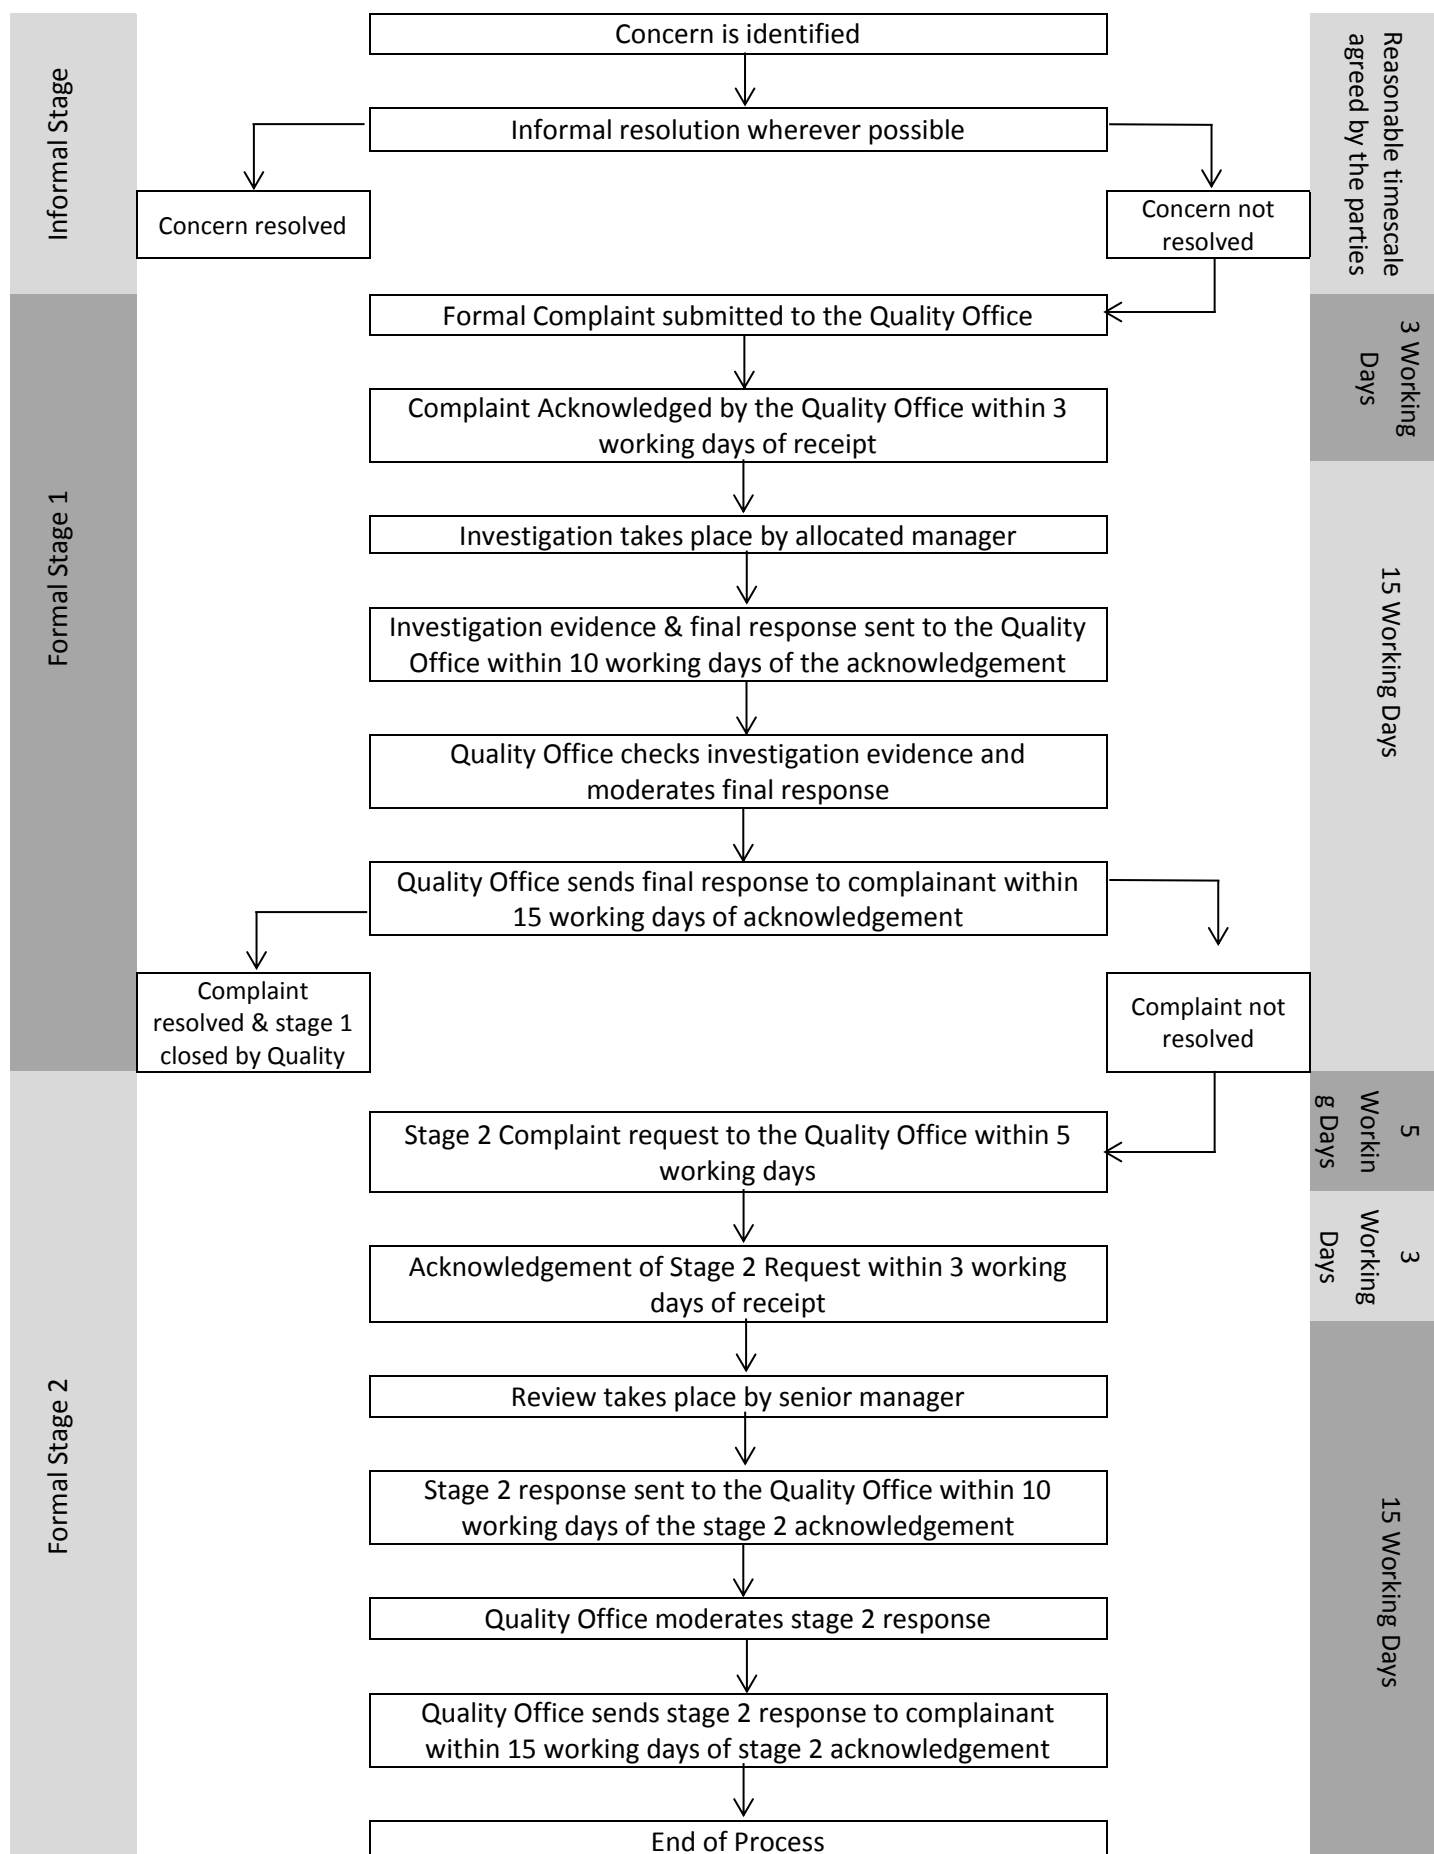 Concern is identified
Informal Stage
Reasonable timescale
agreed by the parties
Informal resolution wherever possible
Concern resolved
Concern not
resolved
Formal Complaint submitted to the Quality Office
3 Working
Days
Complaint Acknowledged by the Quality Office within 3
working days of receipt
Formal Stage 1
15 Working Days
Investigation takes place by allocated manager
Investigation evidence & final response sent to the Quality
Office within 10 working days of the acknowledgement
Quality Office checks investigation evidence and
moderates final response
Quality Office sends final response to complainant within
15 working days of acknowledgement
Complaint
resolved & stage 1
closed by Quality
Complaint not
resolved
Stage 2 Complaint request to the Quality Office within 5
working days
5
Workin
g Days
Acknowledgement of Stage 2 Request within 3 working
days of receipt
3
Working
Days
Formal Stage 2
15 Working Days
Review takes place by senior manager
Stage 2 response sent to the Quality Office within 10
working days of the stage 2 acknowledgement
Quality Office moderates stage 2 response
Quality Office sends stage 2 response to complainant
within 15 working days of stage 2 acknowledgement
End of Process